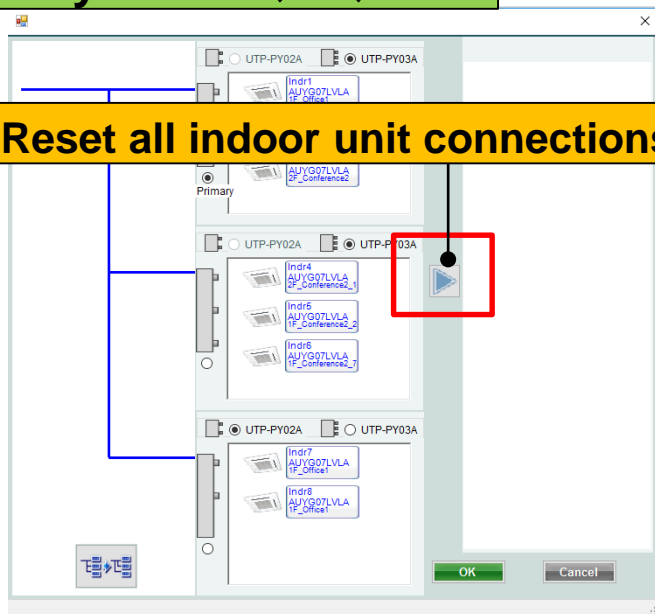 UTP-PY02A UTP-PY03A
Indr1
AUYG07LVLA
1F_Office1
Reset all indoor unit connections
AUYG07LVLA
2F_Conference2
Primary
UTP-PY02A UTP-PY03A
Indr4
AUYG07LVLA
2F_Conference2_1
Indr5
AUYG07LVLA
1F_Conference2_2
Indr6
AUYG07LVLA
1F_Conference2_7
UTP-PY02A UTP-PY03A
Indr7
AUYG07LVLA
1F_Office1
Indr8
AUYG07LVLA
1F_Office1
OK Cancel